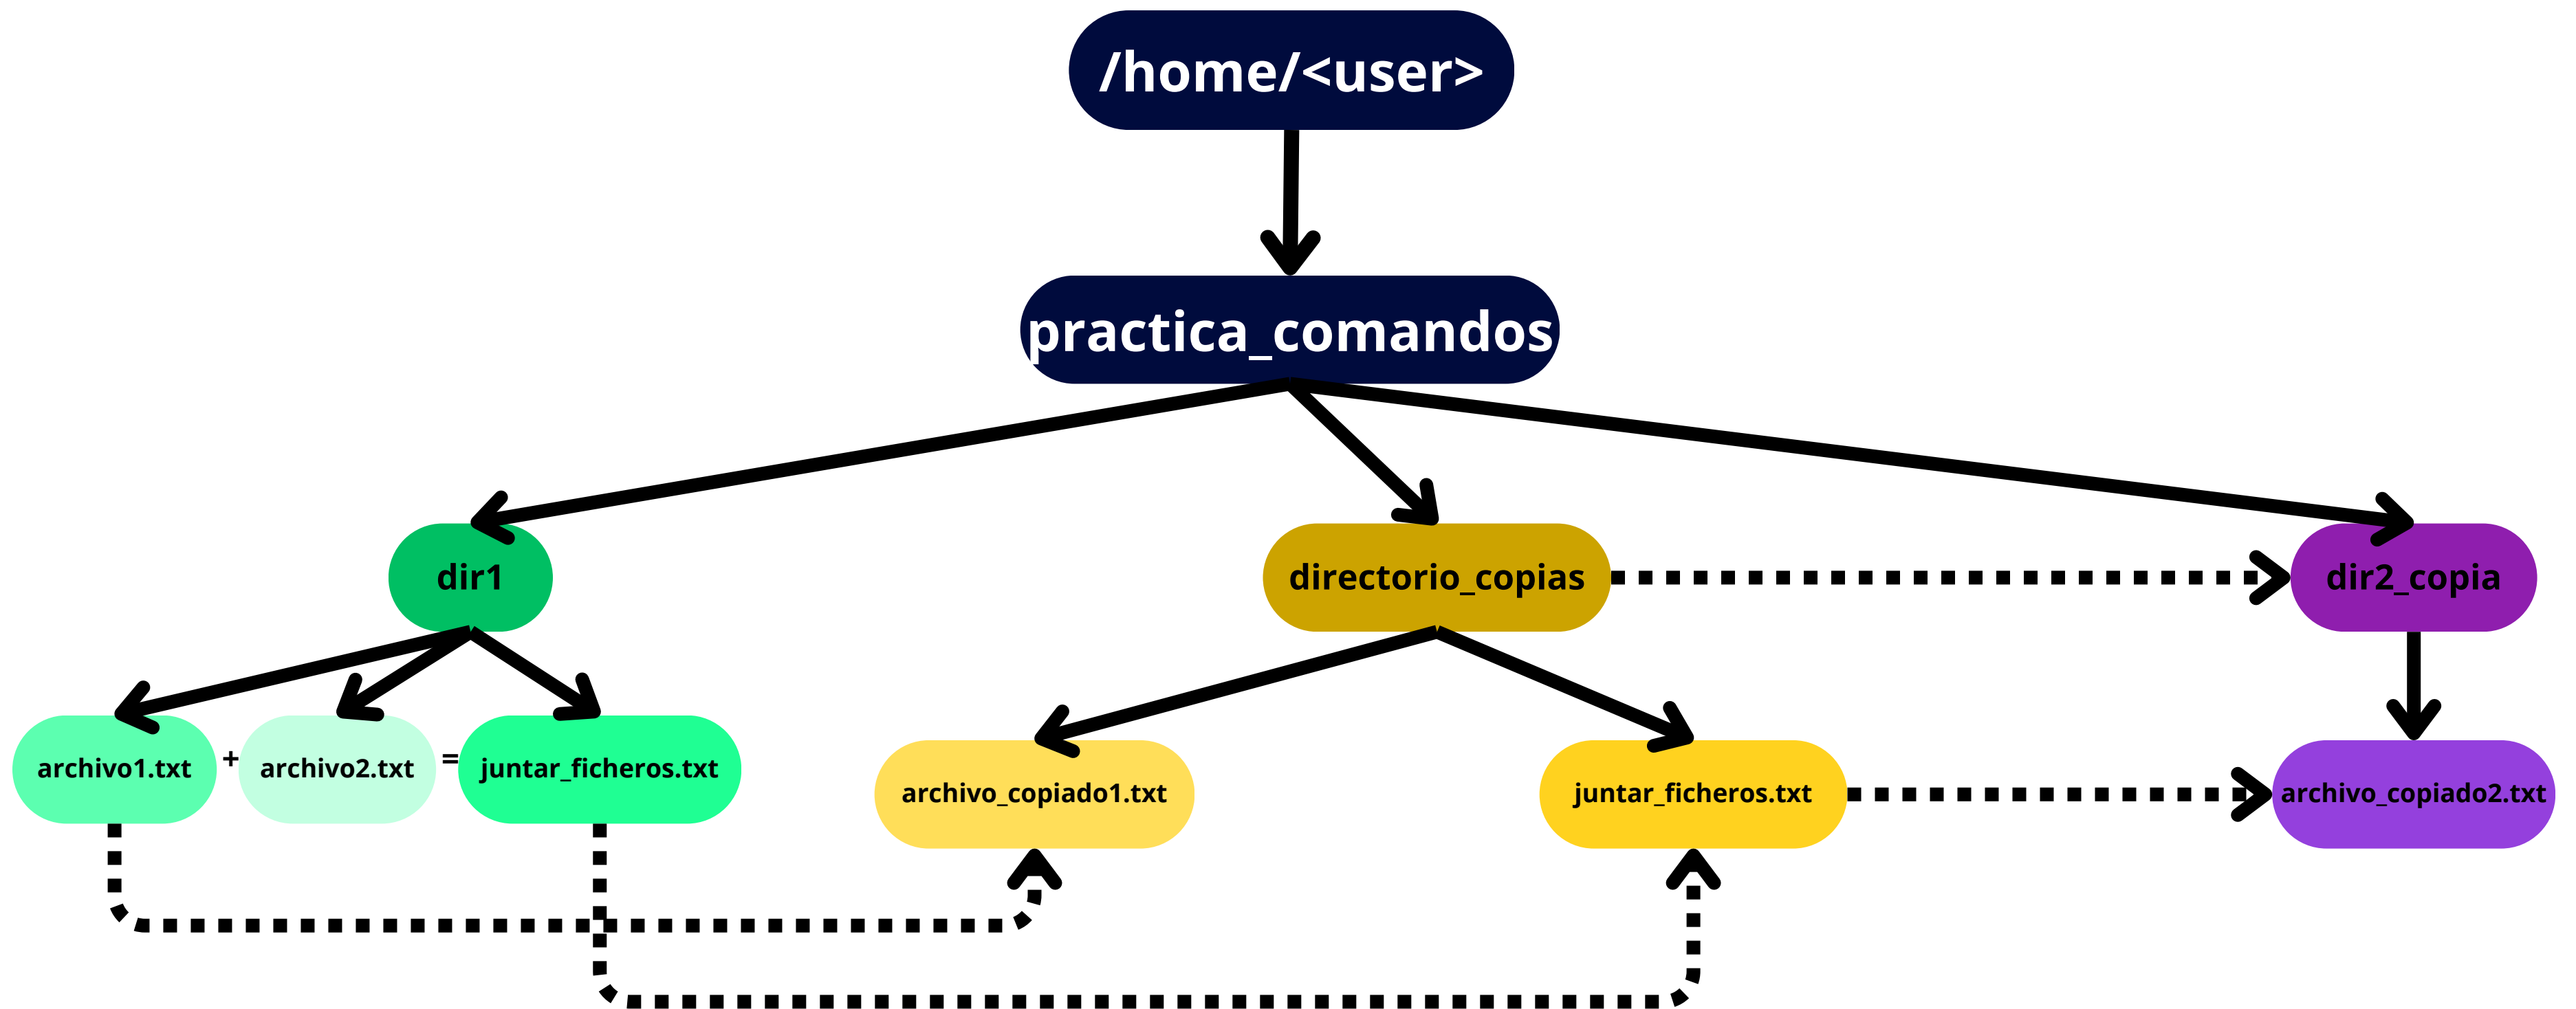 /home/<user>
practica_comandos
dir1
directorio_copias
dir2_copia
archivo1.txt
+
archivo2.txt
=
juntar_ficheros.txt
archivo_copiado1.txt
juntar_ficheros.txt
archivo_copiado2.txt